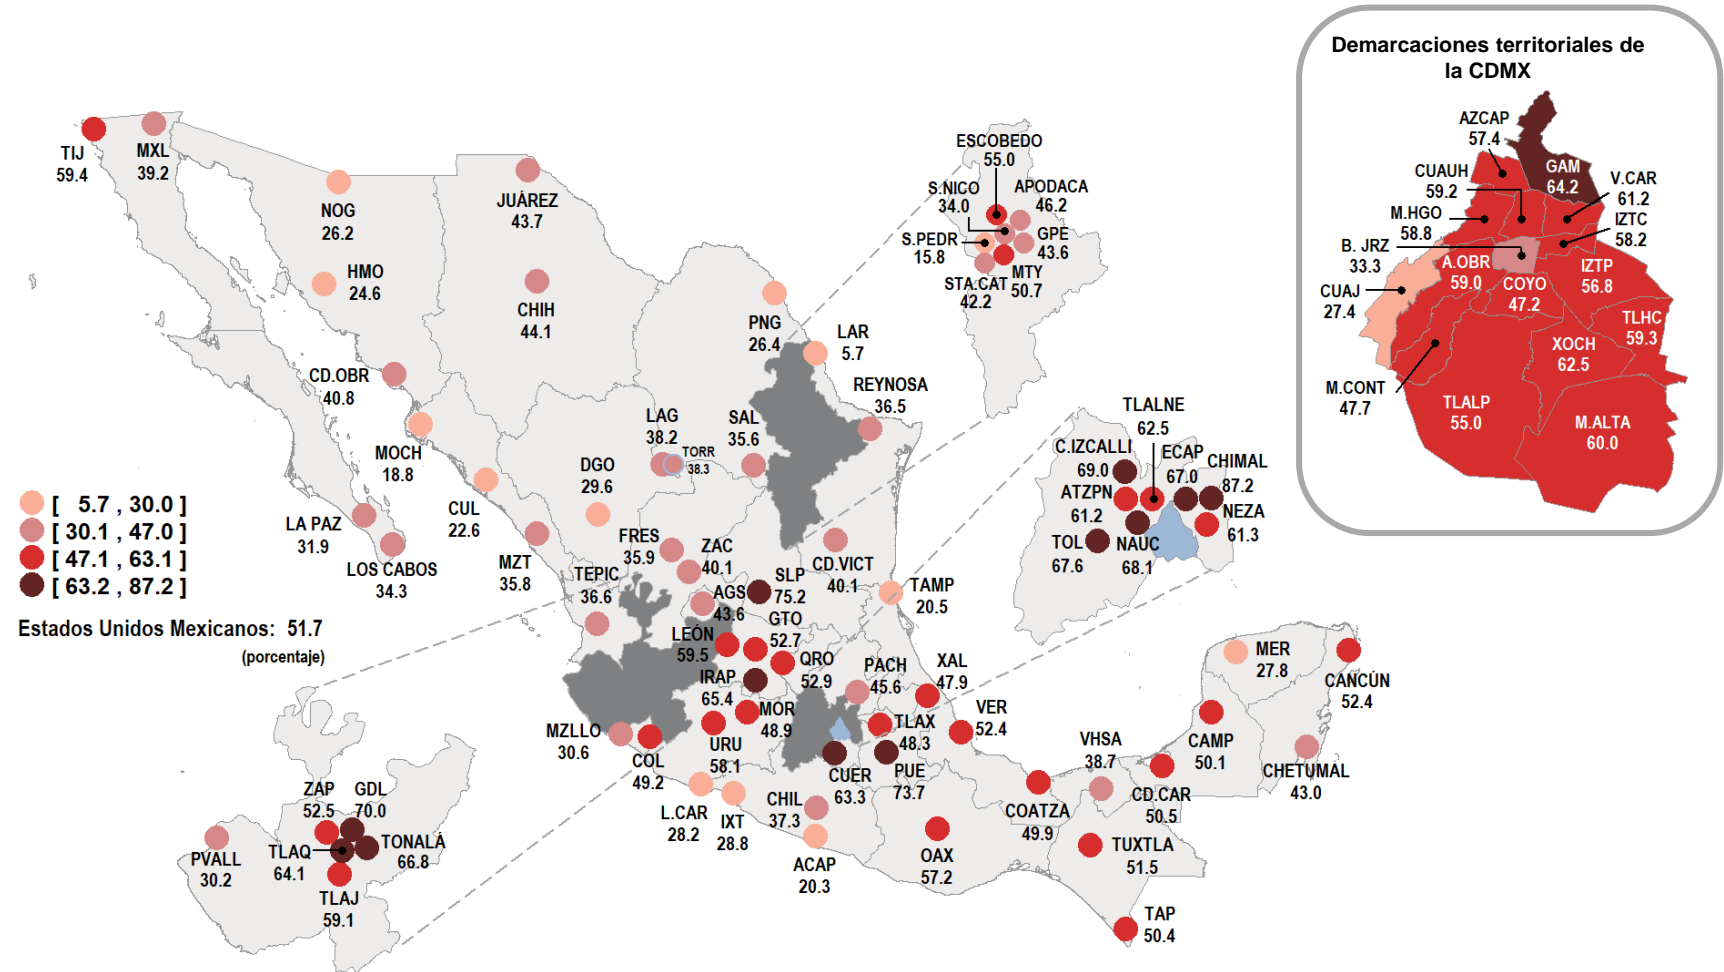 Demarcaciones territoriales de
la CDMX
AZCAP
57.4
GAM
64.2
CUAUH
59.2
V.CAR
61.2
M.HGO
58.8
IZTC
58.2
B. JRZ
33.3
A.OBR
59.0
IZTP
56.8
CUAJ
27.4
COYO
47.2
TLHC
59.3
XOCH
62.5
M.CONT
47.7
TLALP
55.0
M.ALTA
60.0
TIJ
59.4
MXL
39.2
NOG
26.2
HMO
24.6
JUÁREZ
43.7
CHIH
44.1
CD.OBR
40.8
MOCH
18.8
CUL
22.6
LA PAZ
31.9
LOS CABOS
34.3
MZT
35.8
DGO
29.6
LAG
38.2
TORR
38.3
SAL
35.6
PNG
26.4
LAR
5.7
REYNOSA
36.5
ESCOBEDO
55.0
S.NICO
34.0
APODACA
46.2
S.PEDR
15.8
GPE
43.6
STA.CAT
42.2
MTY
50.7
TLALNE
62.5
C.IZCALLI
69.0
ECAP
67.0
CHIMAL
87.2
ATZPN
61.2
NEZA
61.3
TOL
67.6
NAUC
68.1
[ 5.7 , 30.0 ]
[ 30.1 , 47.0 ]
[ 47.1 , 63.1 ]
[ 63.2 , 87.2 ]
Estados Unidos Mexicanos: 51.7
(porcentaje)
FRES
35.9
ZAC
40.1
TEPIC
36.6
AGS
43.6
SLP
75.2
CD.VICT
40.1
TAMP
20.5
LEÓN
59.5
GTO
52.7
IRAP
65.4
QRO
52.9
PACH
45.6
XAL
47.9
MOR
48.9
TLAX
48.3
VER
52.4
MZLLO
30.6
COL
49.2
URU
58.1
CUER
63.3
PUE
73.7
L.CAR
28.2
IXT
28.8
CHIL
37.3
ACAP
20.3
OAX
57.2
COATZA
49.9
VHSA
38.7
CD.CAR
50.5
CAMP
50.1
MER
27.8
CANCÚN
52.4
CHETUMAL
43.0
TUXTLA
51.5
TAP
50.4
ZAP
52.5
GDL
70.0
PVALL
30.2
TLAQ
64.1
TONALÁ
66.8
TLAJ
59.1